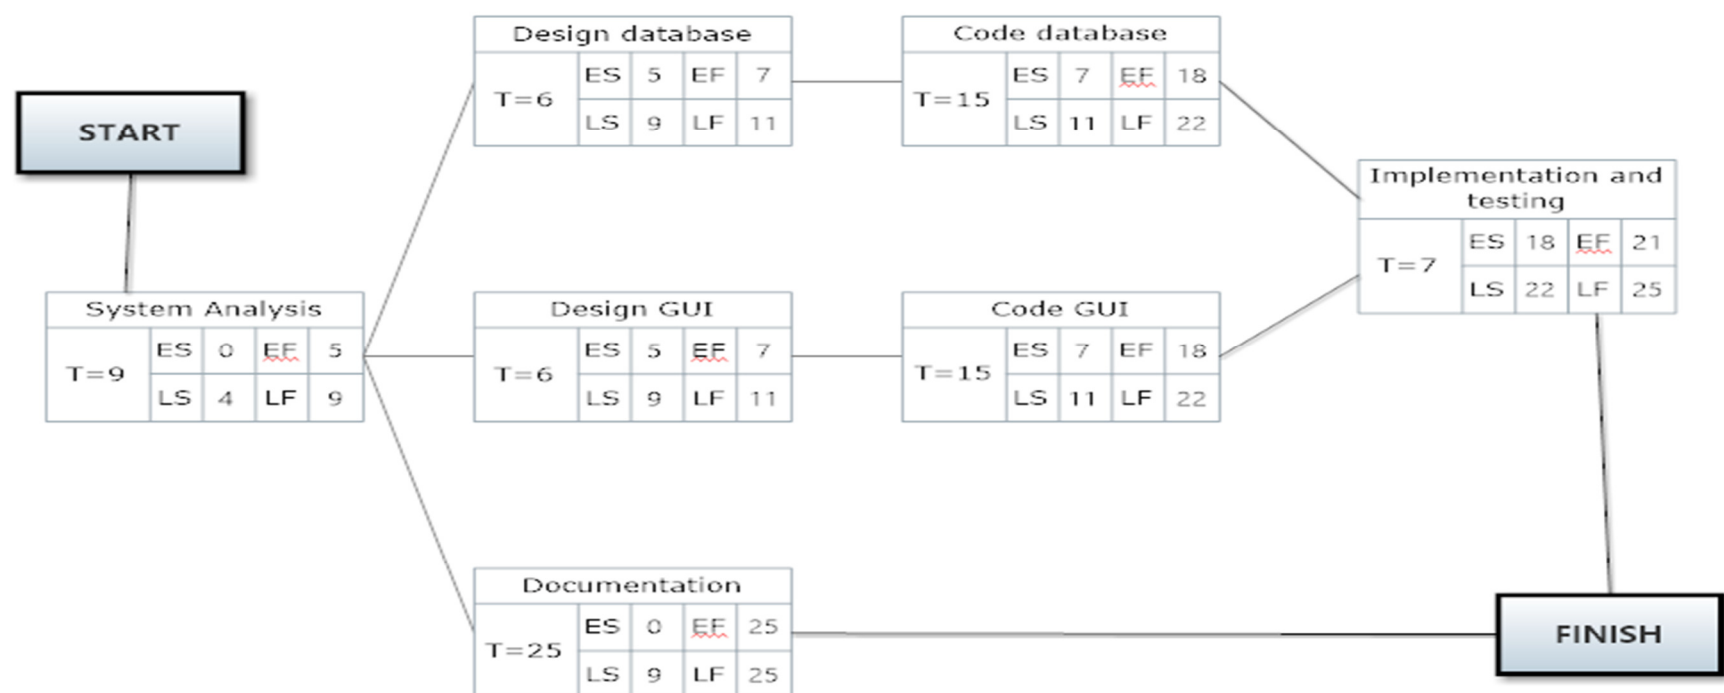 START
System Analysis
T=9
ES 0 EF 5
LS 4 LF 9
Design database
T=6
ES 5 EF 7
LS 9 LF 11
Code database
T=15
ES 7 EF 18
LS 11 LF 22
Design GUI
T=6
ES 5 EF 7
LS 9 LF 11
Code GUI
T=15
ES 7 EF 18
LS 11 LF 22
Implementation and
testing
T=7
ES 18 EF 21
LS 22 LF 25
Documentation
T=25
ES 0 EF 25
LS 9 LF 25
FINISH